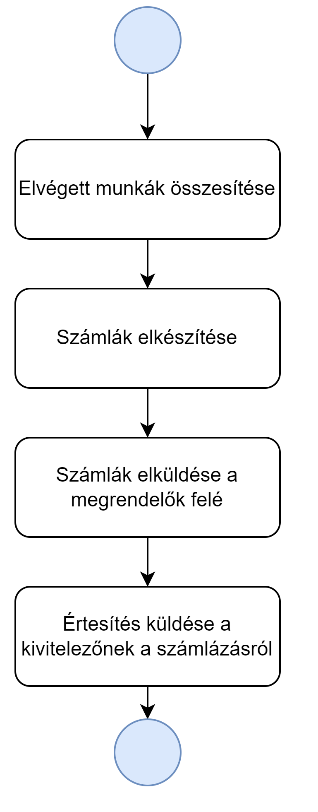 Elvégett munkák összesítése
Számlák elkészítése
Számlák elküldése a
megrendelők felé
Értesítés küldése a
kivitelezőnek a számlázásról